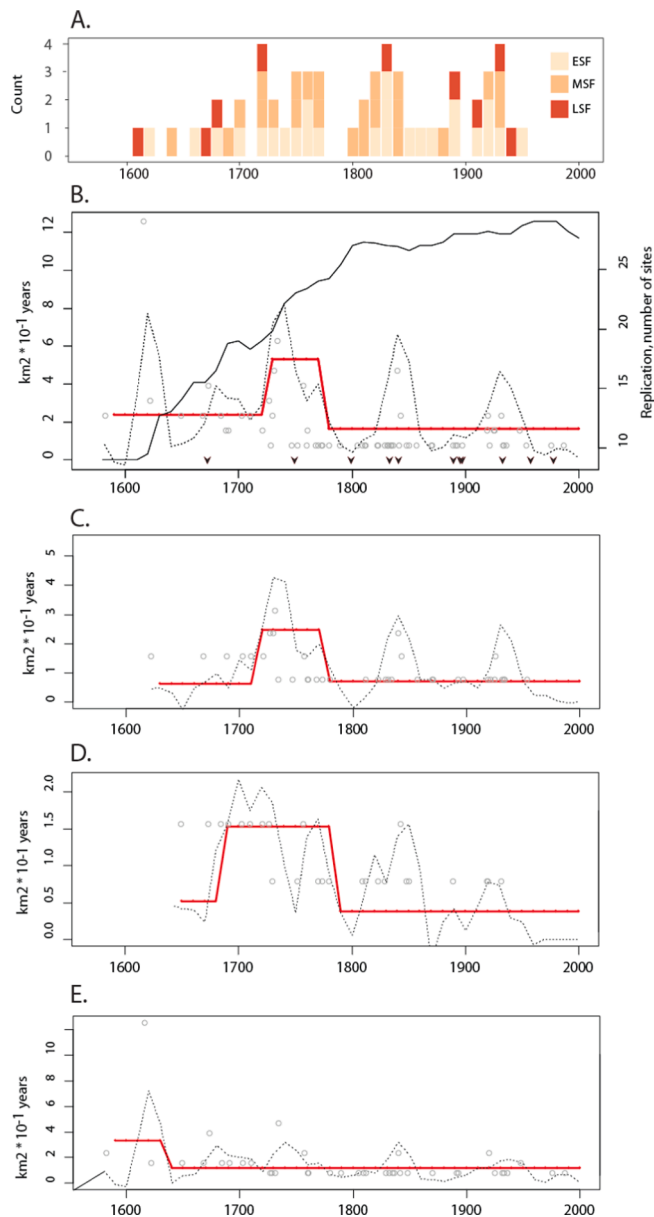 A.
Count
4
3
2
1
0
ESF
MSF
LSF
1600 1700 1800 1900 2000
B.
km2 * 10⁻¹ years
12
10
8
6
4
2
0
Replication, number of sites
25
20
15
10
1600 1700 1800 1900 2000
C.
km2 * 10⁻¹ years
5
4
3
2
1
0
1600 1700 1800 1900 2000
D.
km2 * 10-1 years
2.0
1.5
1.0
0.5
0.0
1600 1700 1800 1900 2000
E.
km2 * 10⁻¹ years
10
8
6
4
2
0
1600 1700 1800 1900 2000